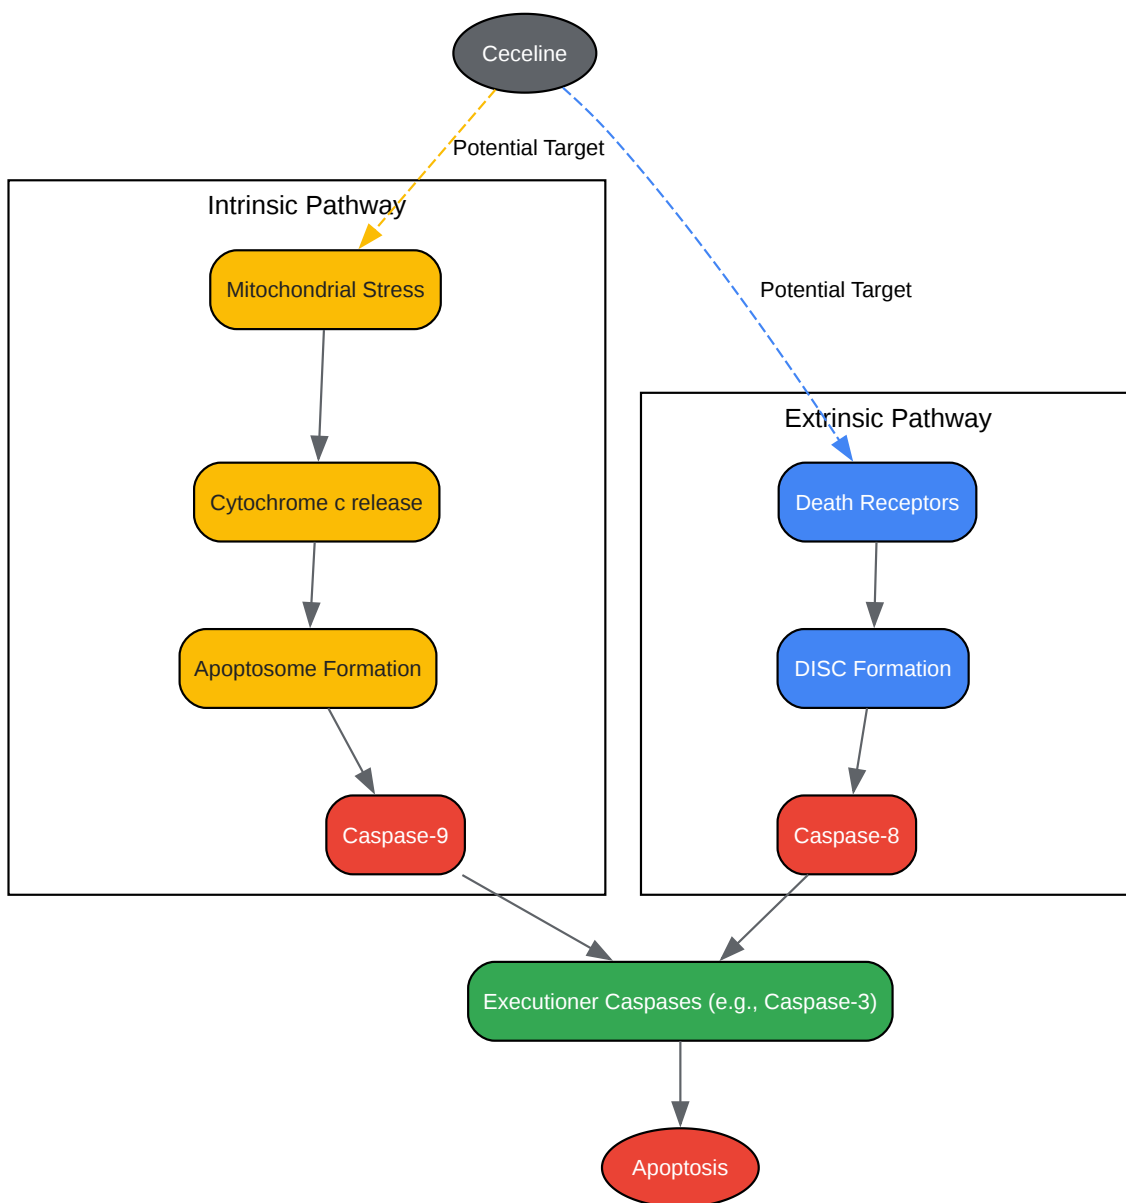 Ceceline
Potential Target
Intrinsic Pathway
Mitochondrial Stress
Potential Target
Extrinsic Pathway
Cytochrome c release
Death Receptors
Apoptosome Formation
DISC Formation
Caspase-9
Caspase-8
Executioner Caspases (e.g., Caspase-3)
Apoptosis